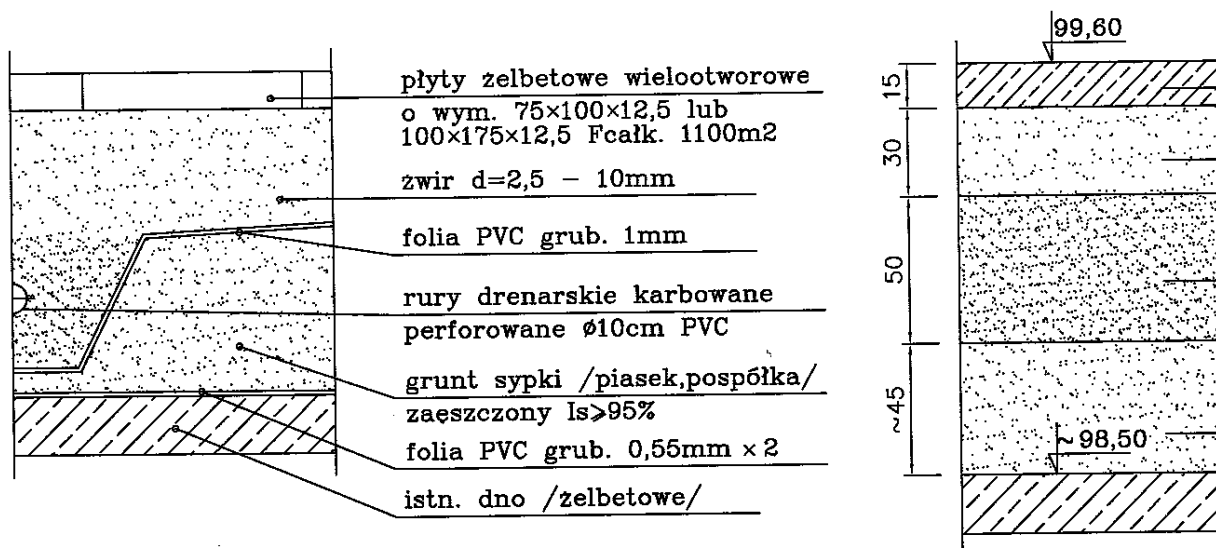 płyty żelbetowe wielootworowe
o wym. 75×100×12,5 lub
100×175×12,5 Fcałk. 1100m2
żwir d=2,5 – 10mm
folia PVC grub. 1mm
rury drenarskie karbowane
perforowane ø10cm PVC
grunt sypki /piasek,pospółka/
zaęszczony Is⩾95%
folia PVC grub. 0,55mm × 2
istn. dno /żelbetowe/
99,60
15
30
50
~45
~98,50